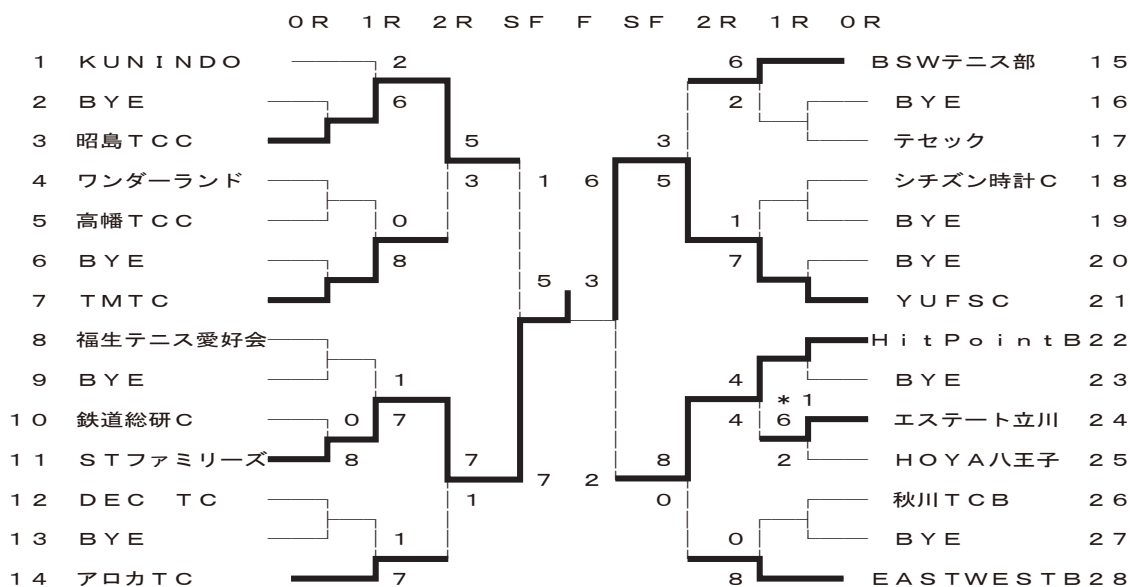 0R 1R 2R SF F SF 2R 1R 0R
1 KUNINDO 2 6 BSWテニス部 15
2 BYE 6 2 BYE 16
3 昭島TCC 5 3 テセック 17
4 ワンダーランド 3 1 6 5 シチズン時計C 18
5 高幡TCC 0 1 BYE 19
6 BYE 8 5 3 7 BYE 20
7 TMTC YUFSC 21
8 福生テニス愛好会 HitPointB 22
9 BYE 1 4 * 1 BYE 23
10 鉄道総研C 0 7 4 6 エステート立川 24
11 STファミリーズ 8 7 7 2 8 2 HOYA八王子 25
12 DEC TC 1 0 秋川TCB 26
13 BYE 1 0 BYE 27
14 アロカTC 7 8 EASTWESTB 28